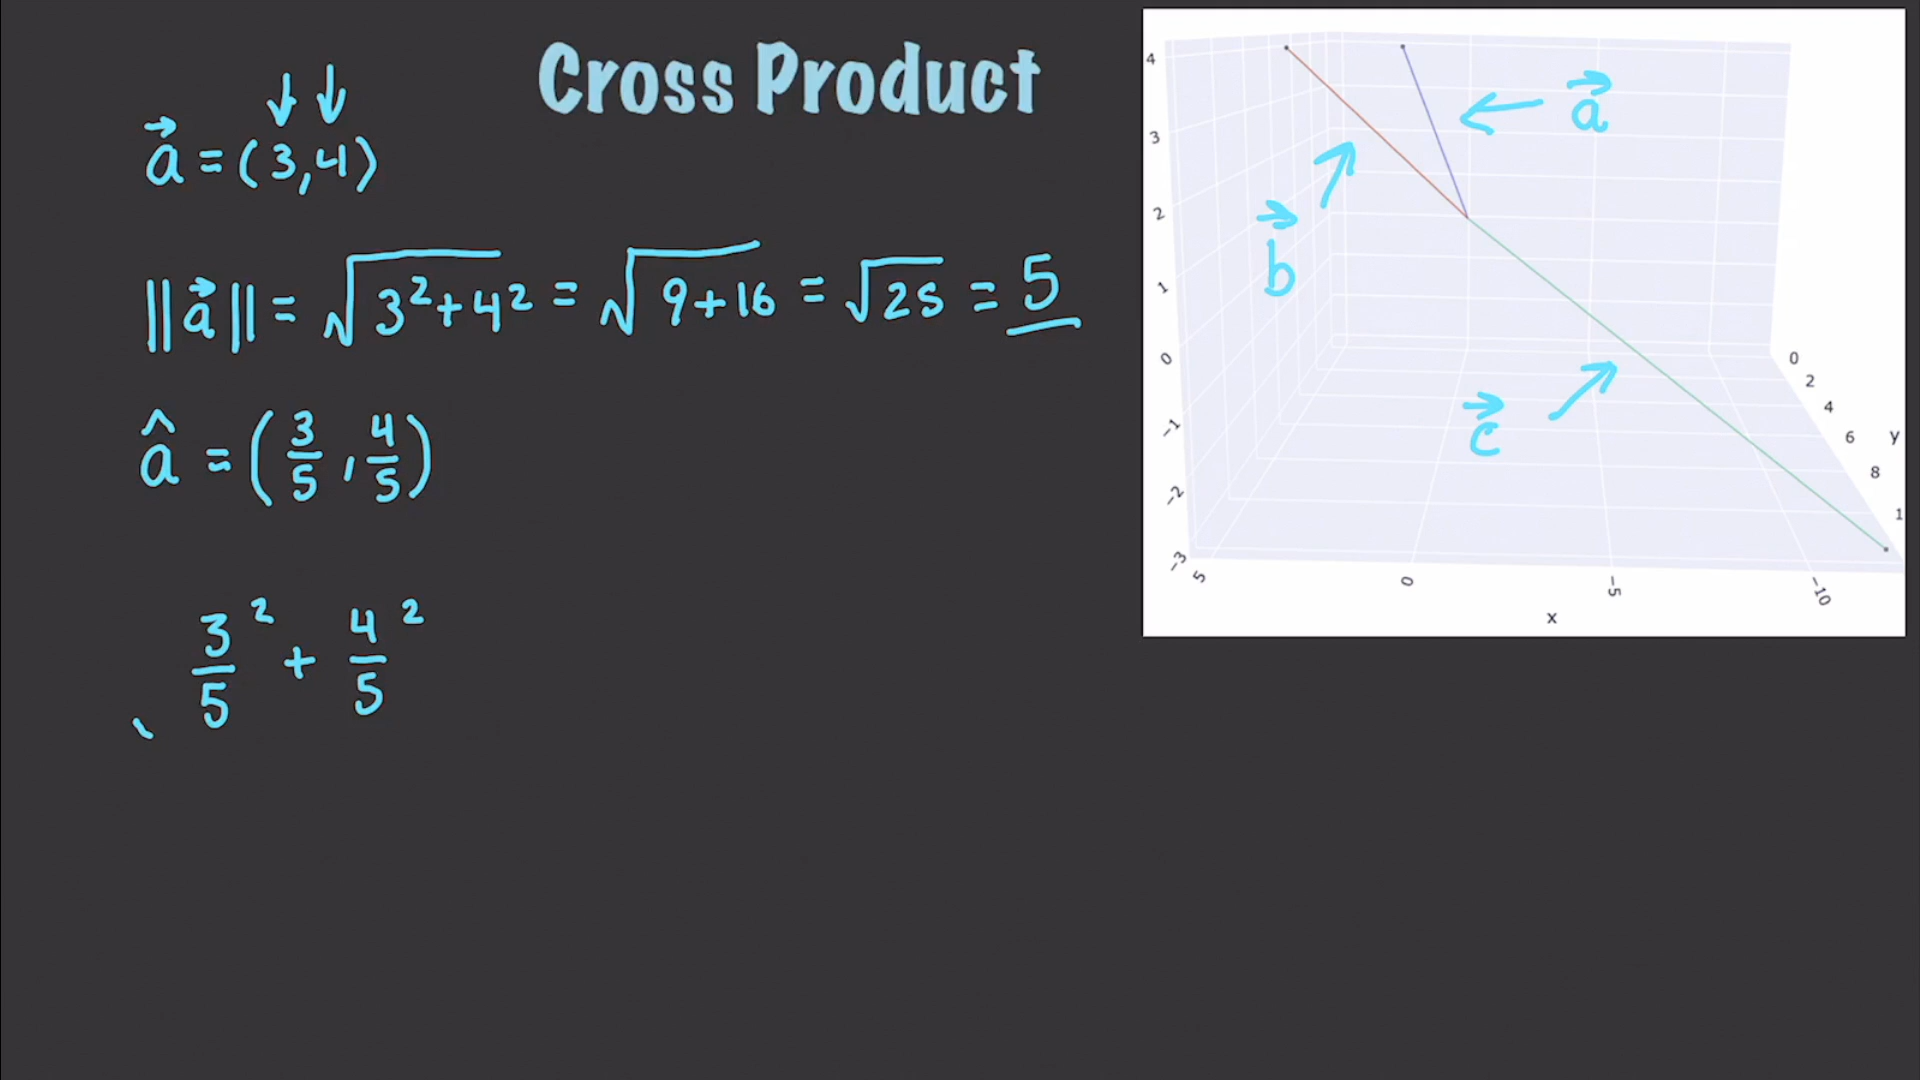 Cross Product
a⃗ = (3,4)
||a⃗|| = √3²+4² = √9+16 = √25 = 5
â = (3/5, 4/5)
3/5 ² + 4/5 ²
a⃗
b⃗
c⃗
4
3
2
1
0
−1
−2
−3
5
0
−5
−10
x
0
2
4
6
8
1
y